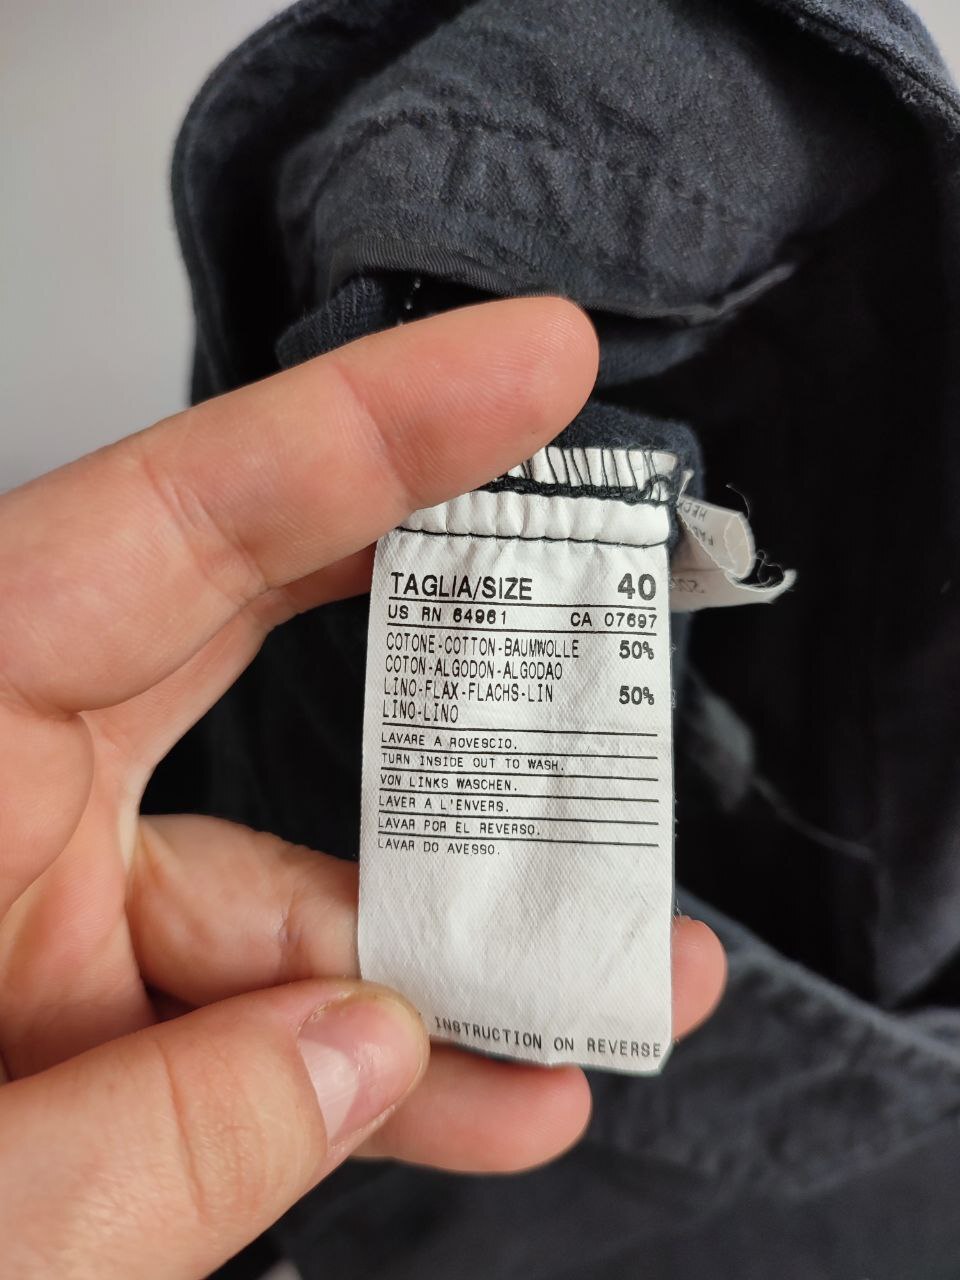 TAGLIA/SIZE 40
US RN 64961 CA 07697
COTONE-COTTON-BAUMWOLLE 50%
COTON-ALGODON-ALGODAO
LINO-FLAX-FLACHS-LIN 50%
LINO-LINO
LAVARE A ROVESCIO.
TURN INSIDE OUT TO WASH.
VON LINKS WASCHEN.
LAVER A L'ENVERS.
LAVAR POR EL REVERSO.
LAVAR DO AVESSO.
INSTRUCTION ON REVERSE